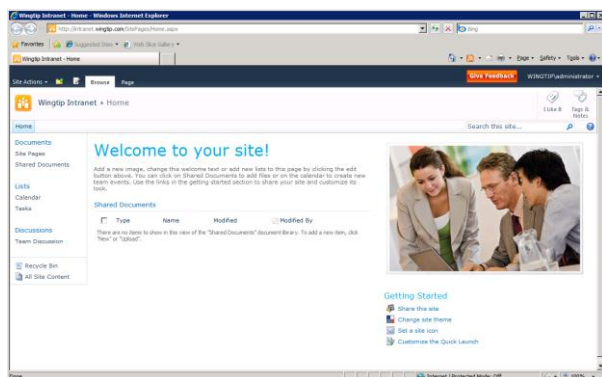 Wingtip Intranet - Home - Windows Internet Explorer
http://intranet.wingtip.com/SitePages/Home.aspx
Bing
Favorites Suggested Sites Web Slice Gallery
Wingtip Intranet - Home
Page Safety Tools
Site Actions Browse Page Give Feedback WINGTIP\administrator
Wingtip Intranet Home
I Like It Tags & Notes
Home Search this site...
Documents
Site Pages
Shared Documents
Lists
Calendar
Tasks
Discussions
Team Discussion
Recycle Bin
All Site Content
Welcome to your site!
Add a new image, change this welcome text or add new lists to this page by clicking the edit
button above. You can click on Shared Documents to add files or on the calendar to create new
team events. Use the links in the getting started section to share your site and customize its
look.
Shared Documents
Type Name Modified Modified By
There are no items to show in this view of the "Shared Documents" document library. To add a new item, click
"New" or "Upload".
Getting Started
Share this site
Change site theme
Set a site icon
Customize the Quick Launch
Done Internet | Protected Mode: Off 100%